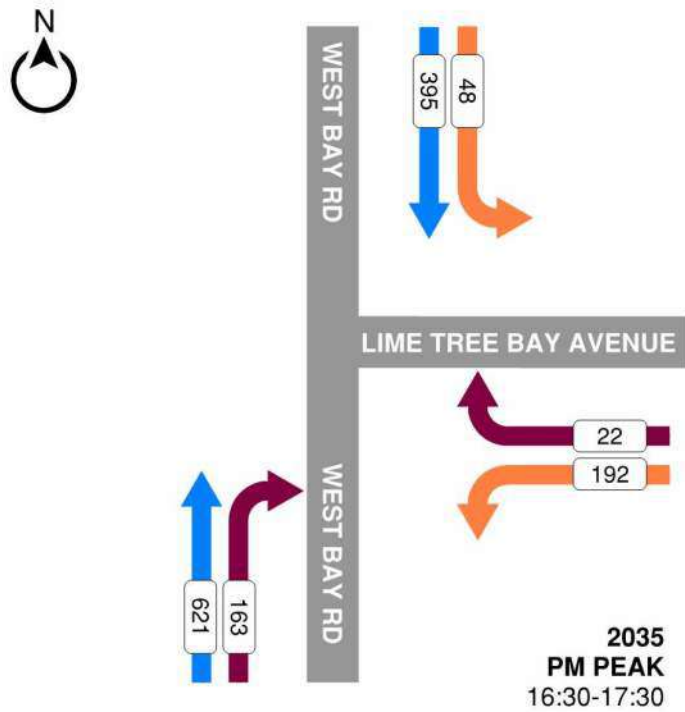 N
WEST BAY RD
395
48
LIME TREE BAY AVENUE
22
192
WEST BAY RD
621
163
2035
PM PEAK
16:30-17:30